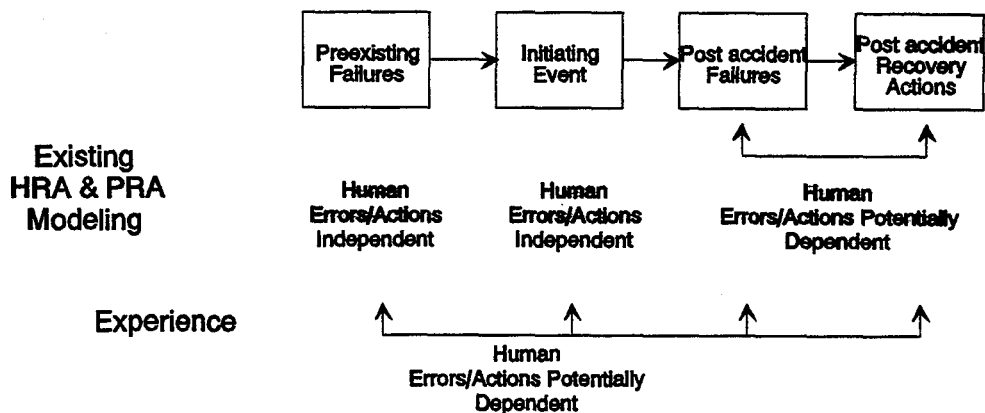 Preexisting
Failures
Initiating
Event
Post accident
Failures
Post accident
Recovery
Actions
Existing
HRA & PRA
Modeling
Human
Errors/Actions
Independent
Human
Errors/Actions
Independent
Human
Errors/Actions Potentially
Dependent
Experience
Human
Errors/Actions Potentially
Dependent